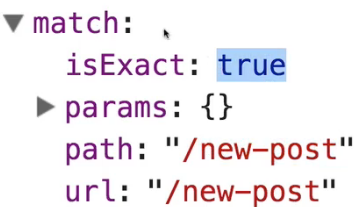 match:
isExact: true
params: {}
path: "/new-post"
url: "/new-post"